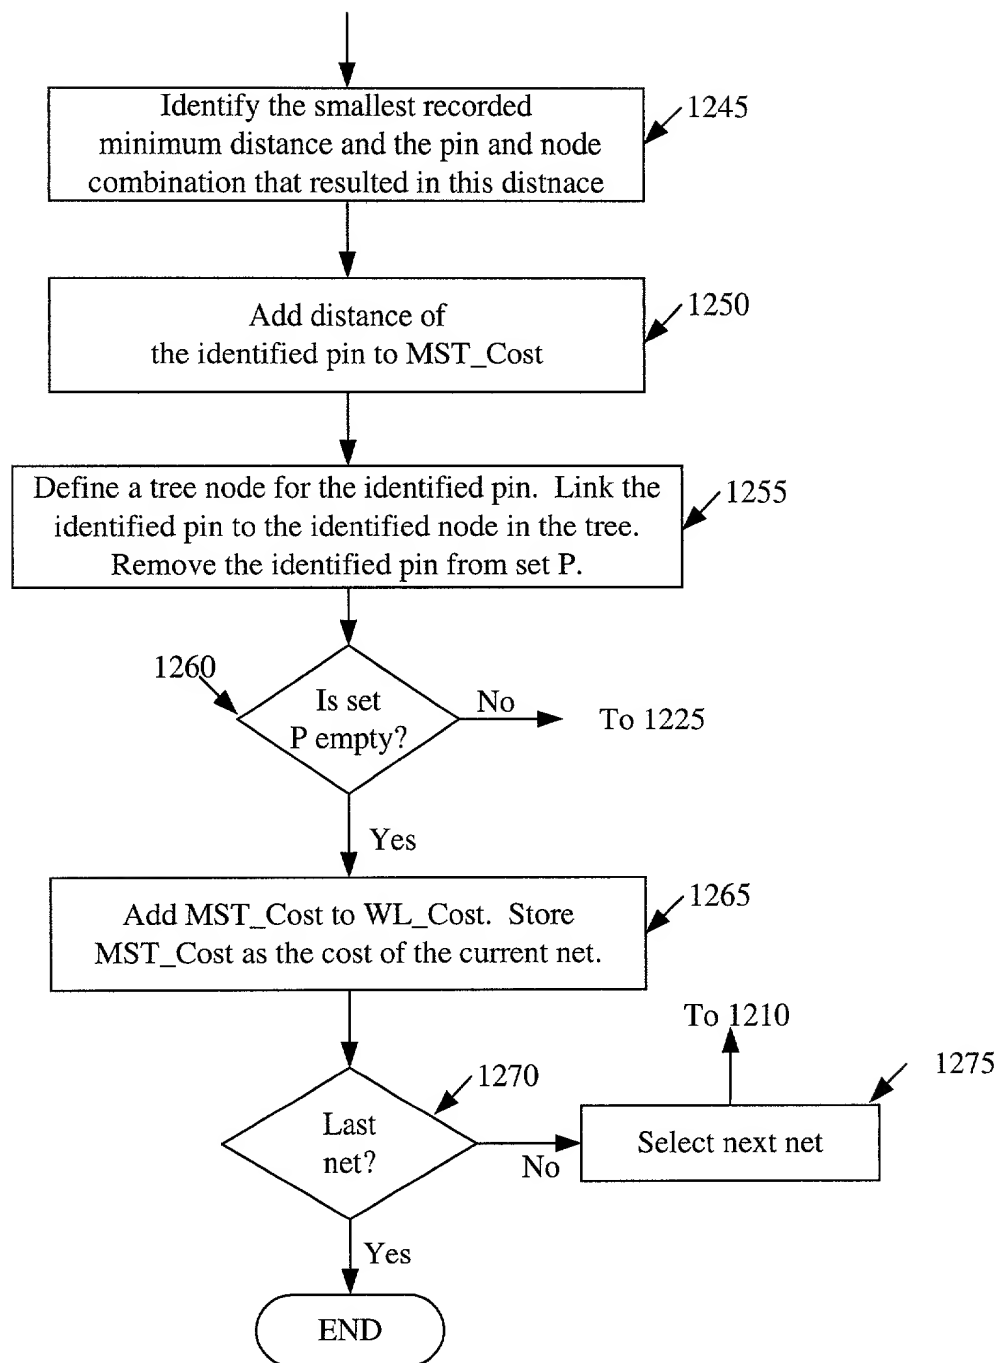 Identify the smallest recorded
minimum distance and the pin and node
combination that resulted in this distnace
1245
Add distance of
the identified pin to MST_Cost
1250
Define a tree node for the identified pin. Link the
identified pin to the identified node in the tree.
Remove the identified pin from set P.
1255
1260
Is set
P empty?
No
To 1225
Yes
Add MST_Cost to WL_Cost. Store
MST_Cost as the cost of the current net.
1265
To 1210
1270
1275
Last
net?
No
Select next net
Yes
END